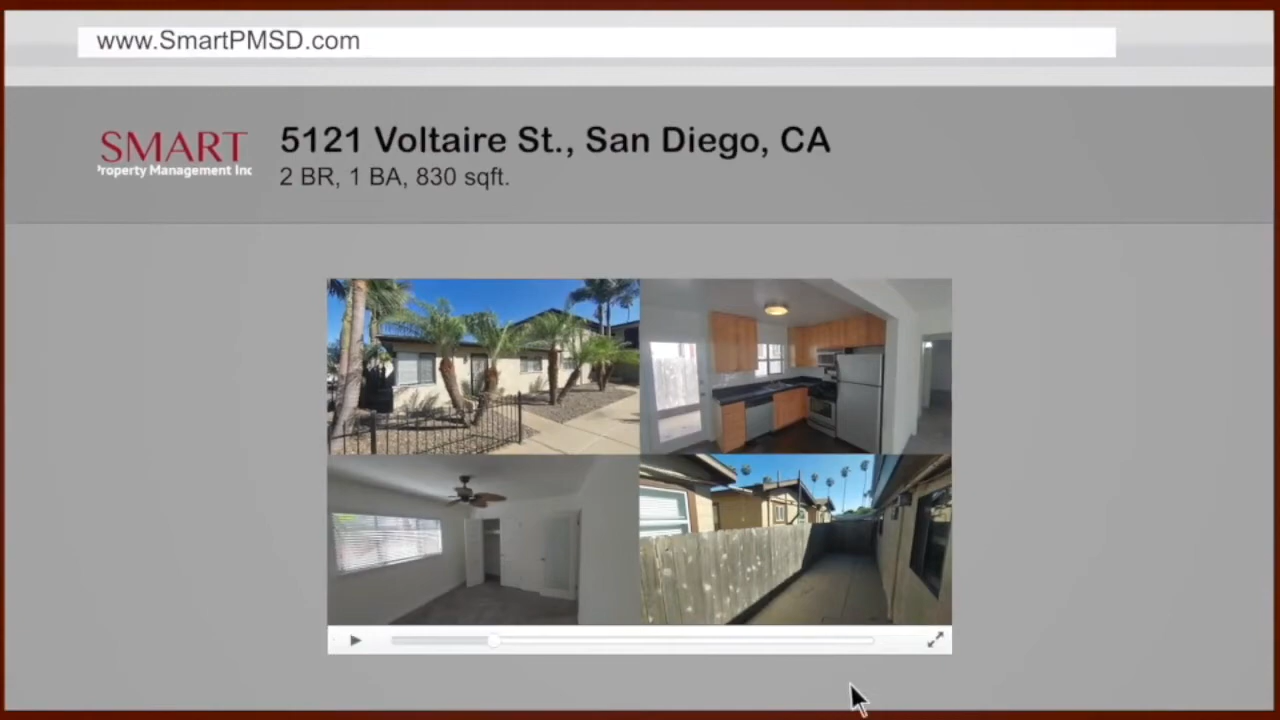 www.SmartPMSD.com
SMART
Property Management Inc
5121 Voltaire St., San Diego, CA
2 BR, 1 BA, 830 sqft.